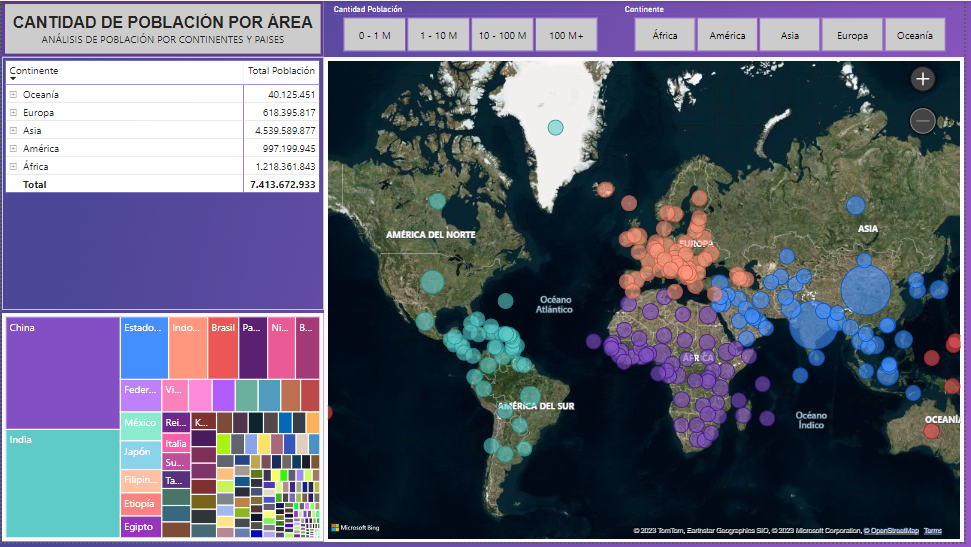 CANTIDAD DE POBLACIÓN POR ÁREA
ANÁLISIS DE POBLACIÓN POR CONTINENTES Y PAISES
Cantidad Población
0 - 1 M
1 - 10 M
10 - 100 M
100 M+
Continente
África
América
Asia
Europa
Oceanía
Continente Total Población
Oceanía 40.125.451
Europa 618.395.817
Asia 4.539.589.877
América 997.199.945
África 1.218.361.843
Total 7.413.672.933
China
India
Estado...
Indo...
Brasil
Pa...
Ni...
B...
Feder...
Vi...
México
Rei...
K...
Japón
Italia
Su...
Filipin...
Ta...
Etiopía
Egipto
AMÉRICA DEL NORTE
Océano
Atlántico
EUROPA
ASIA
ÁFRICA
AMÉRICA DEL SUR
Océano
Índico
OCEANÍA
Microsoft Bing
© 2023 TomTom, Earthstar Geographics SIO, © 2023 Microsoft Corporation, © OpenStreetMap Terms